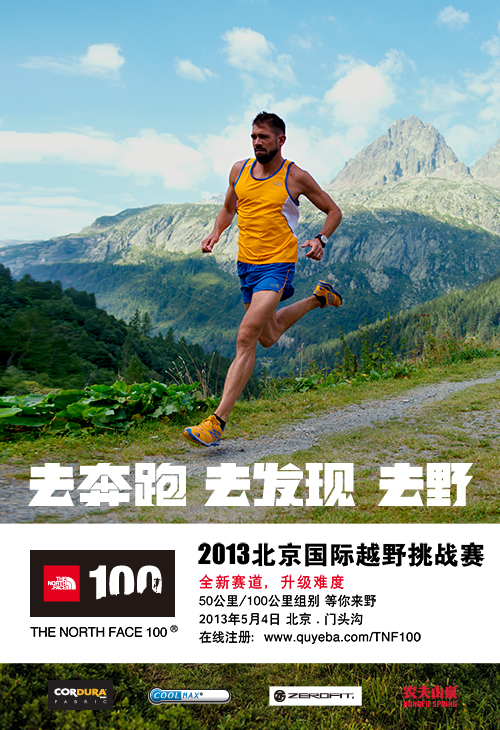 去奔跑 去发现 去野
2013北京国际越野挑战赛
全新赛道，升级难度
50公里/100公里组别 等你来野
2013年5月4日 北京．门头沟
在线注册: www.quyeba.com/TNF100
THE NORTH FACE
100
THE NORTH FACE 100®
CORDURA
FABRIC
COOLMAX®
ZEROFIT.
农夫山泉
NONGFU SPRING